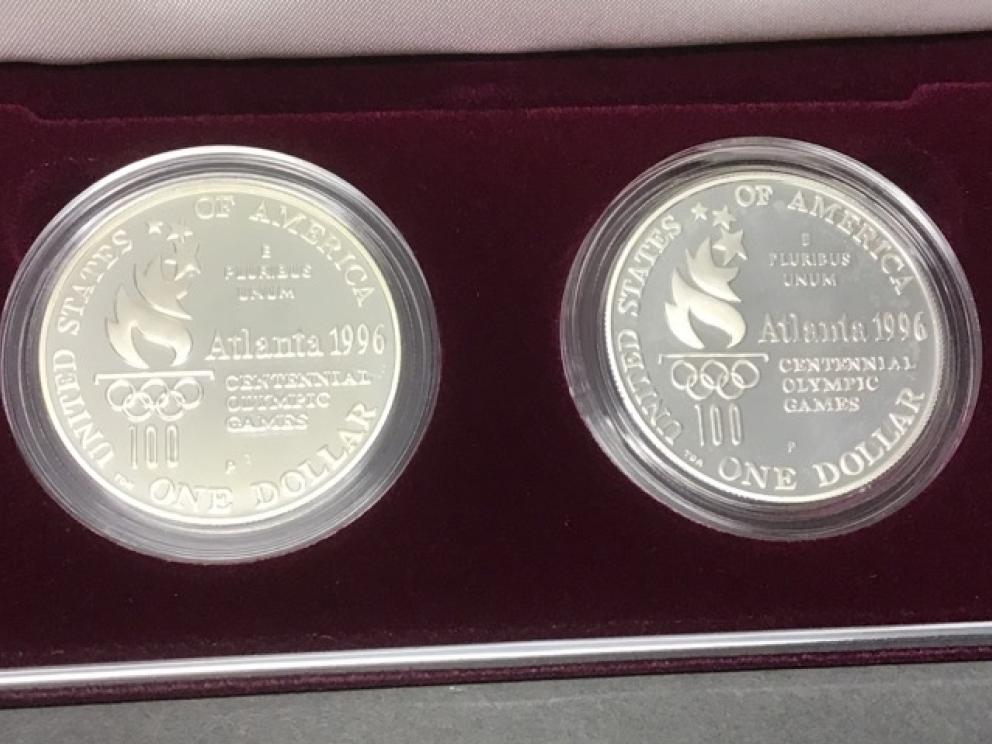 UNITED STATES OF AMERICA
E
PLURIBUS
UNUM
Atlanta 1996
CENTENNIAL
OLYMPIC
GAMES
100
P
ONE DOLLAR
UNITED STATES OF AMERICA
E
PLURIBUS
UNUM
Atlanta 1996
CENTENNIAL
OLYMPIC
GAMES
100
P
ONE DOLLAR